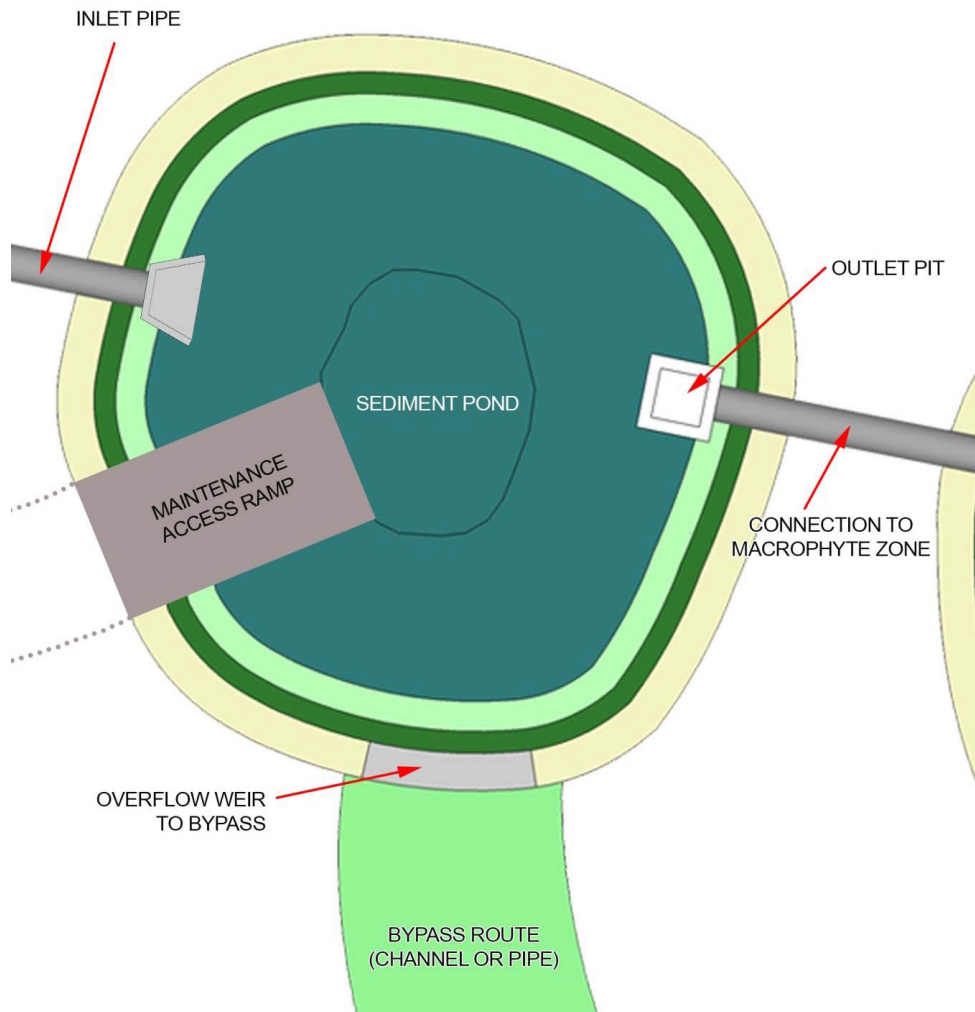 INLET PIPE
OUTLET PIT
SEDIMENT POND
MAINTENANCE
ACCESS RAMP
CONNECTION TO
MACROPHYTE ZONE
OVERFLOW WEIR
TO BYPASS
BYPASS ROUTE
(CHANNEL OR PIPE)